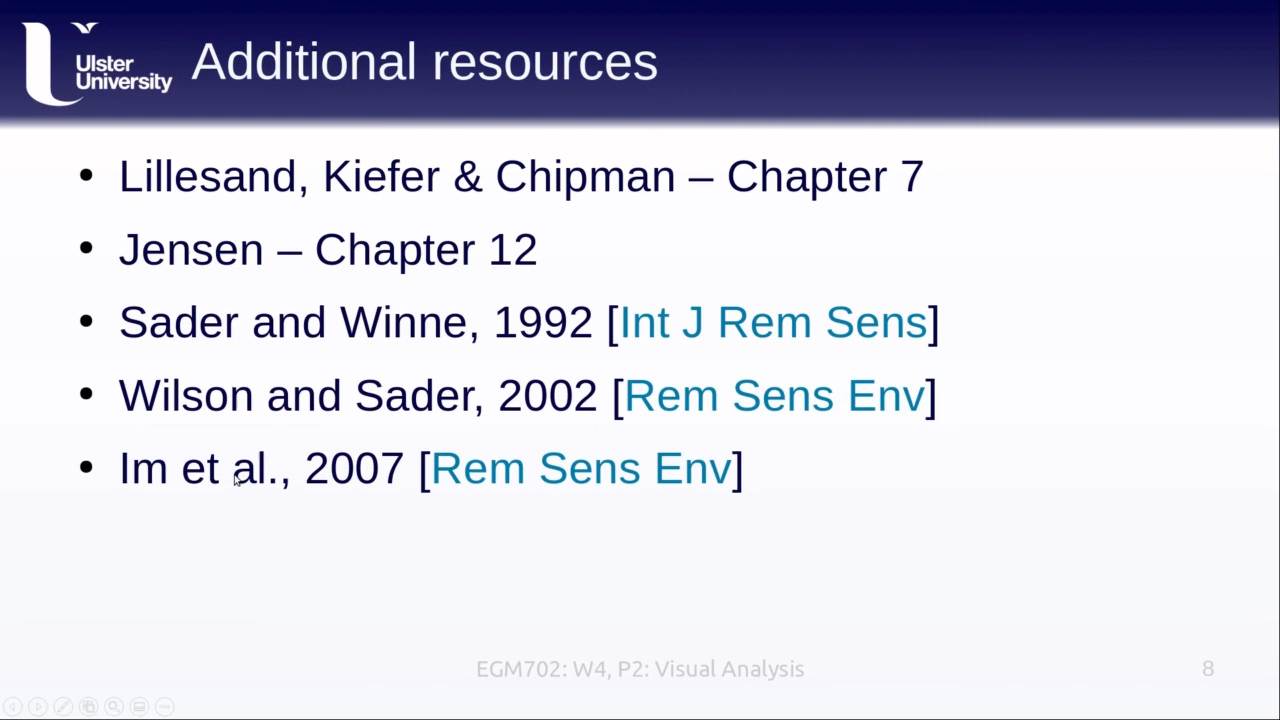 Ulster
University
Additional resources
• Lillesand, Kiefer & Chipman – Chapter 7
• Jensen – Chapter 12
• Sader and Winne, 1992 [Int J Rem Sens]
• Wilson and Sader, 2002 [Rem Sens Env]
• Im et al., 2007 [Rem Sens Env]
EGM702: W4, P2: Visual Analysis
8